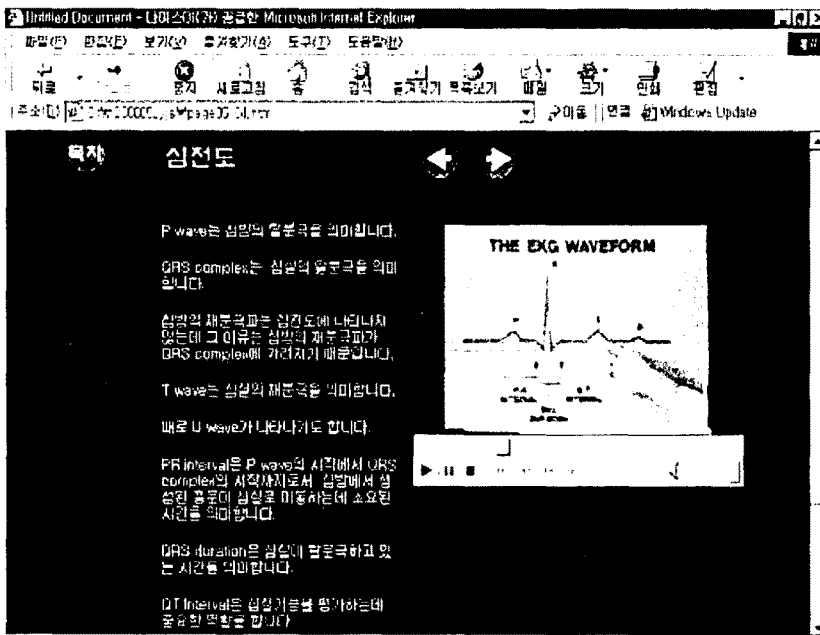 Untitled Document - 나이스이(가) 공급한 Microsoft Internet Explorer
파일(F) 편집(E) 보기(V) 즐겨찾기(A) 도구(T) 도움말(H)
뒤로 중지 새로고침 홈 검색 즐겨찾기 목록보기 메일 크기 인쇄 편집
주소(D) 이동 연결 Windows Update
목차 심전도
P wave는 심방의 탈분극을 의미합니다.
QRS complex는 심실의 탈분극을 의미
합니다.
심방의 재분극파는 심전도에 나타나지
않는데 그 이유는 심방의 재분극파가
QRS complex에 가려지기 때문입니다.
T wave는 심실의 재분극을 의미합니다.
때로 U wave가 나타나기도 합니다.
PR interval은 P wave의 시작에서 QRS
complex의 시작까지로서 심방에서 생
성된 흥분이 심실로 이동하는데 소요된
시간을 의미합니다.
QRS duration은 심실이 탈분극하고 있
는 시간을 의미합니다.
QT Interval은 심실기능을 평가하는데
중요한 역할을 합니다
THE EKG WAVEFORM